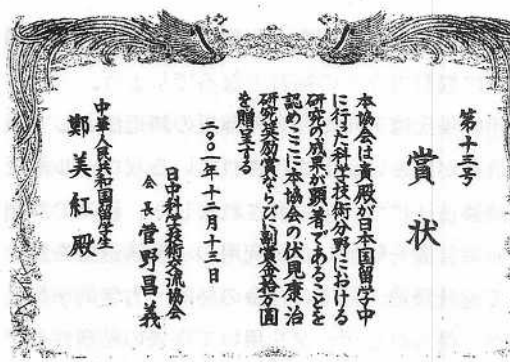 第十三号
賞状
本協会は貴殿が日本国留学中
に行った科学技術分野における
研究の成果が顕著であることを
認めここに本協会の伏見康治
研究奨励賞ならびに副賞金拾万円
を贈呈する
二〇〇一年十二月十一日
日中科学技術交流協会
会長 菅野昌義
中華人民共和国留学生
鄭美紅殿